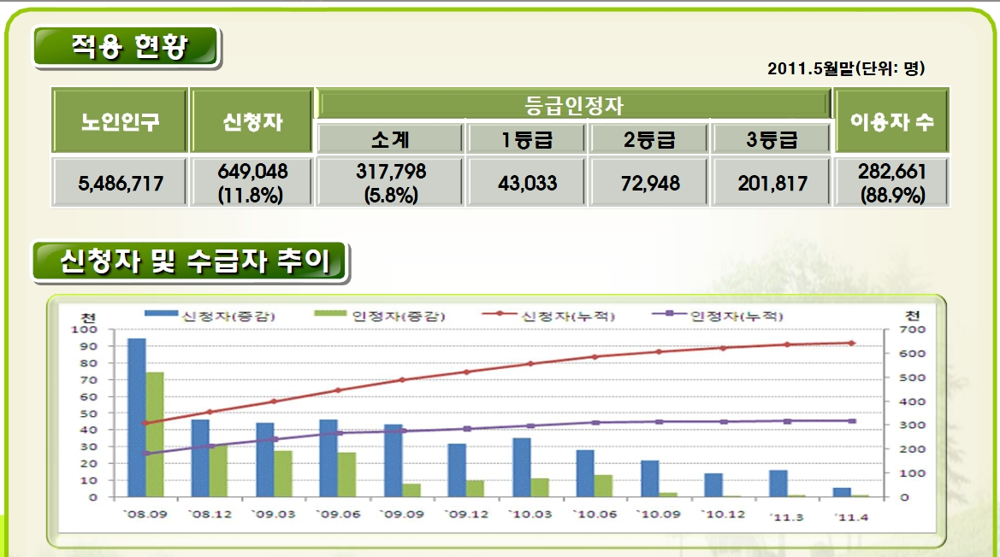 적용 현황
2011.5월말(단위: 명)
노인인구 신청자 등급인정자 이용자 수
소계 1등급 2등급 3등급
5,486,717 649,048 (11.8%) 317,798 (5.8%) 43,033 72,948 201,817 282,661 (88.9%)
신청자 및 수급자 추이
천 신청자(증감) 인정자(증감) 신청자(누적) 인정자(누적) 천
100 700
90 600
80 500
70 400
60 300
50 200
40 100
30 0
20
10
0
`08.09 `08.12 `09.03 `09.06 `09.09 `09.12 `10.03 `10.06 `10.09 `10.12 '11.3 '11.4